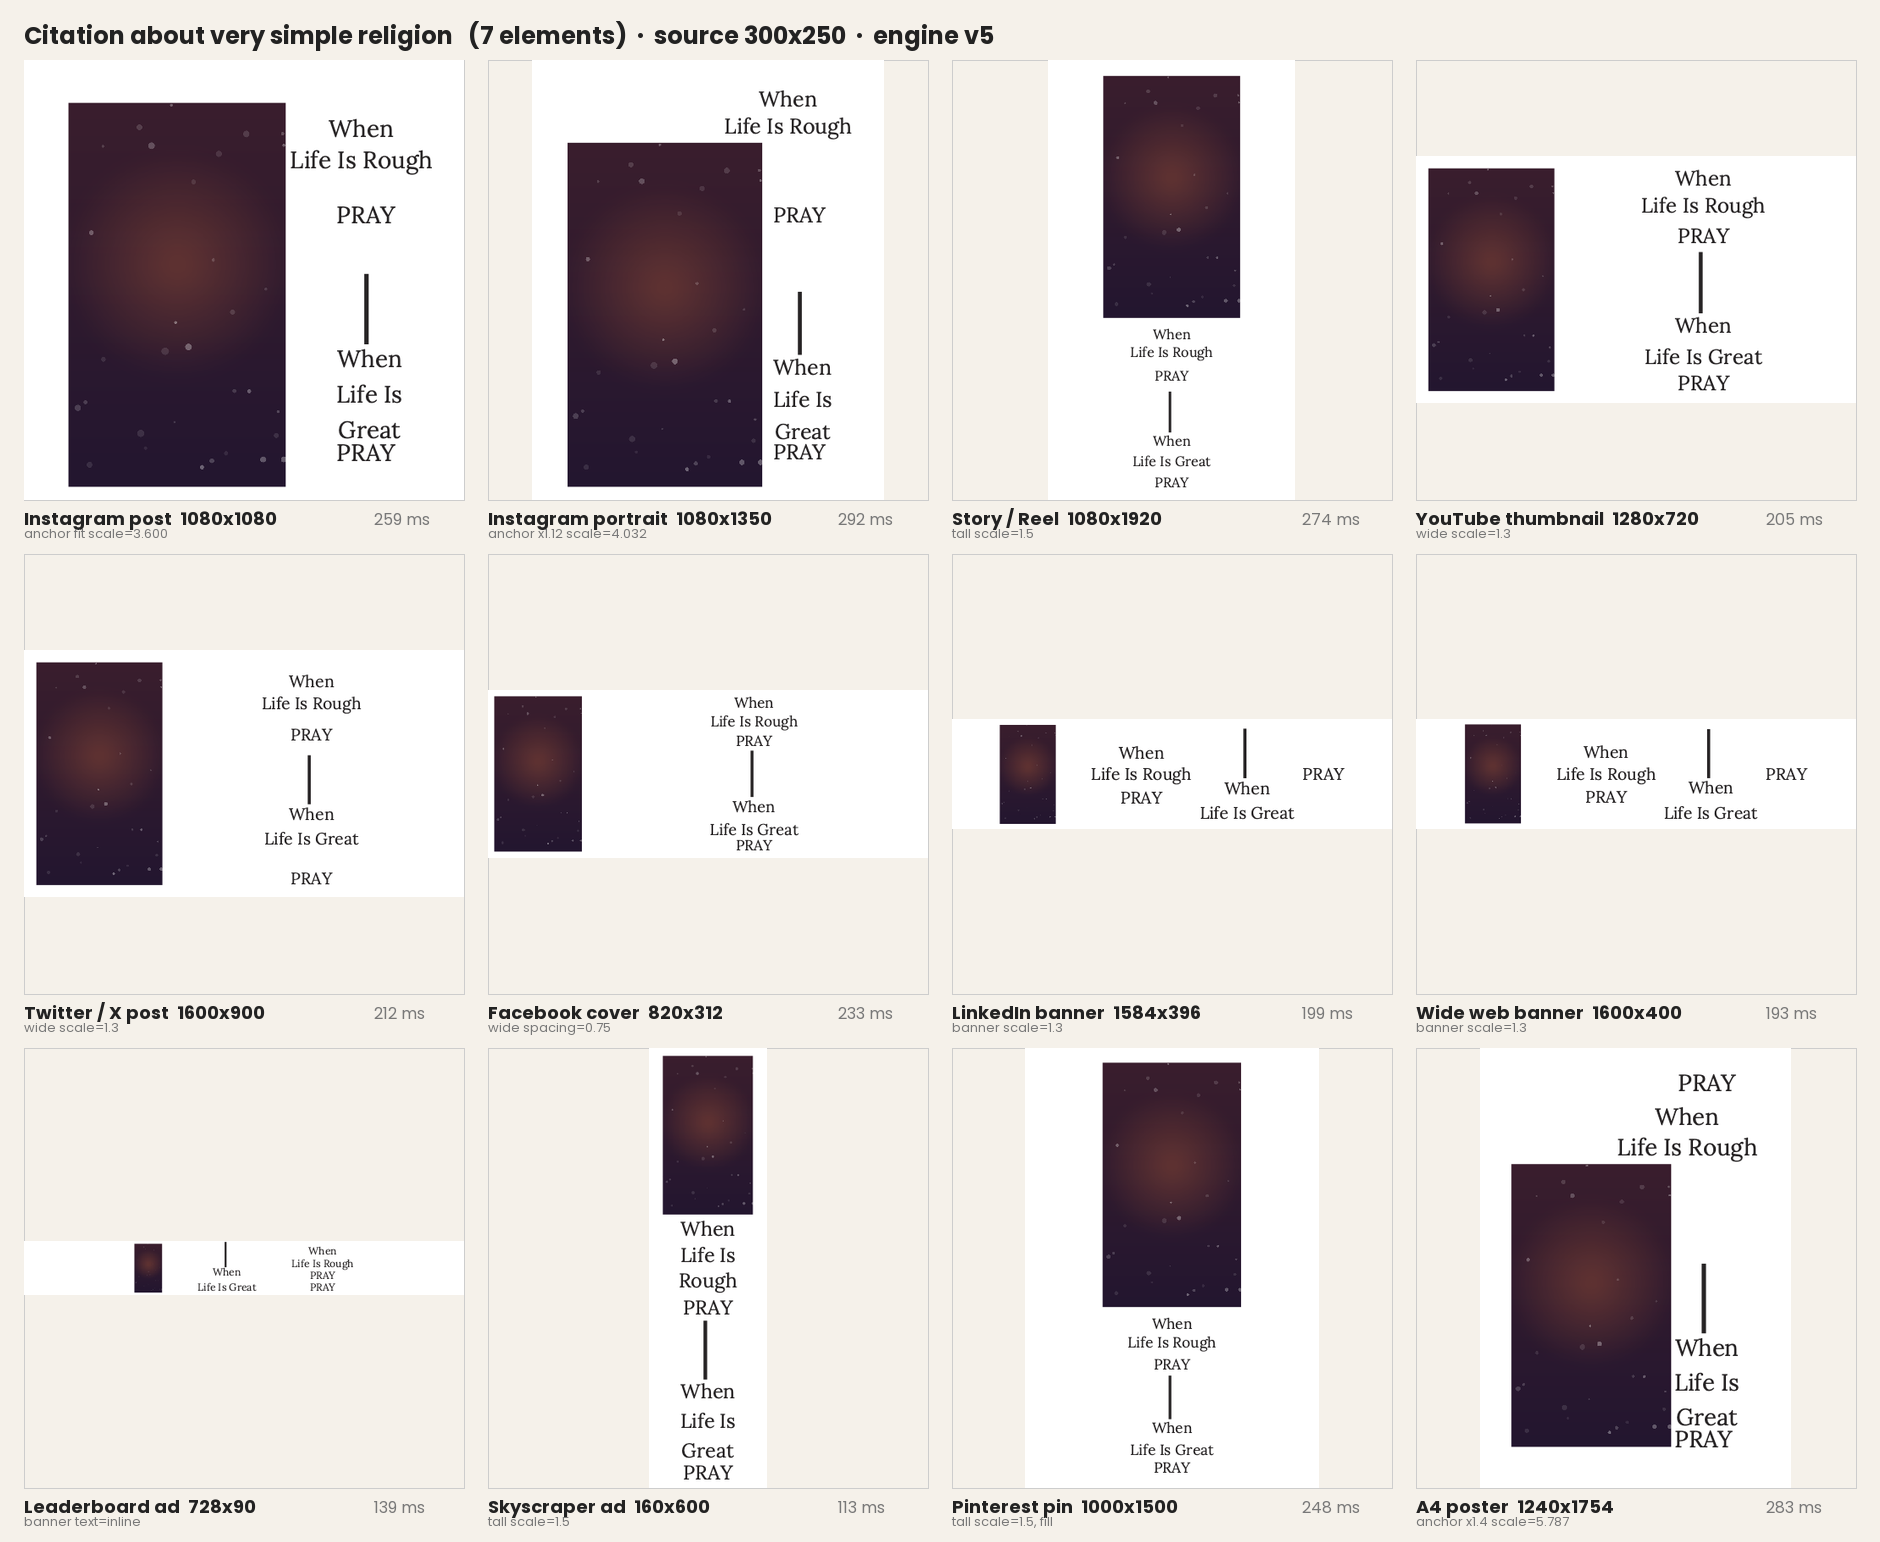 Citation about very simple religion (7 elements) · source 300x250 · engine v5
When
Life Is Rough
PRAY
When
Life Is
Great
PRAY
Instagram post 1080x1080 259 ms
anchor fit scale=3.600
When
Life Is Rough
PRAY
When
Life Is
Great
PRAY
Instagram portrait 1080x1350 292 ms
anchor x1.12 scale=4.032
When
Life Is Rough
PRAY
When
Life Is Great
PRAY
Story / Reel 1080x1920 274 ms
tall scale=1.5
When
Life Is Rough
PRAY
When
Life Is Great
PRAY
YouTube thumbnail 1280x720 205 ms
wide scale=1.3
When
Life Is Rough
PRAY
When
Life Is Great
PRAY
Twitter / X post 1600x900 212 ms
wide scale=1.3
When
Life Is Rough
PRAY
When
Life Is Great
PRAY
Facebook cover 820x312 233 ms
wide spacing=0.75
When
Life Is Rough
PRAY
When
Life Is Great
PRAY
LinkedIn banner 1584x396 199 ms
banner scale=1.3
When
Life Is Rough
PRAY
When
Life Is Great
PRAY
Wide web banner 1600x400 193 ms
banner scale=1.3
When
Life Is Great
When
Life Is Rough
PRAY
PRAY
Leaderboard ad 728x90 139 ms
banner text=inline
When
Life Is
Rough
PRAY
When
Life Is
Great
PRAY
Skyscraper ad 160x600 113 ms
tall scale=1.5
When
Life Is Rough
PRAY
When
Life Is Great
PRAY
Pinterest pin 1000x1500 248 ms
tall scale=1.5, fill
PRAY
When
Life Is Rough
When
Life Is
Great
PRAY
A4 poster 1240x1754 283 ms
anchor x1.4 scale=5.787